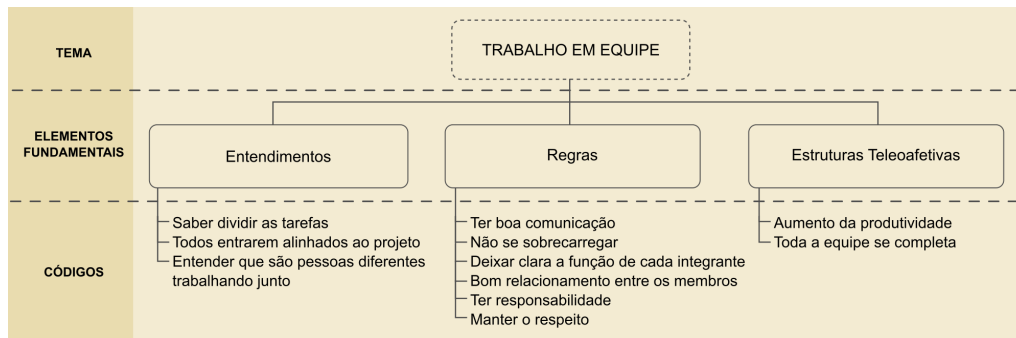 TEMA
TRABALHO EM EQUIPE
ELEMENTOS
FUNDAMENTAIS
Entendimentos
Regras
Estruturas Teleoafetivas
CÓDIGOS
Saber dividir as tarefas
Todos entrarem alinhados ao projeto
Entender que são pessoas diferentes
trabalhando junto
Ter boa comunicação
Não se sobrecarregar
Deixar clara a função de cada integrante
Bom relacionamento entre os membros
Ter responsabilidade
Manter o respeito
Aumento da produtividade
Toda a equipe se completa